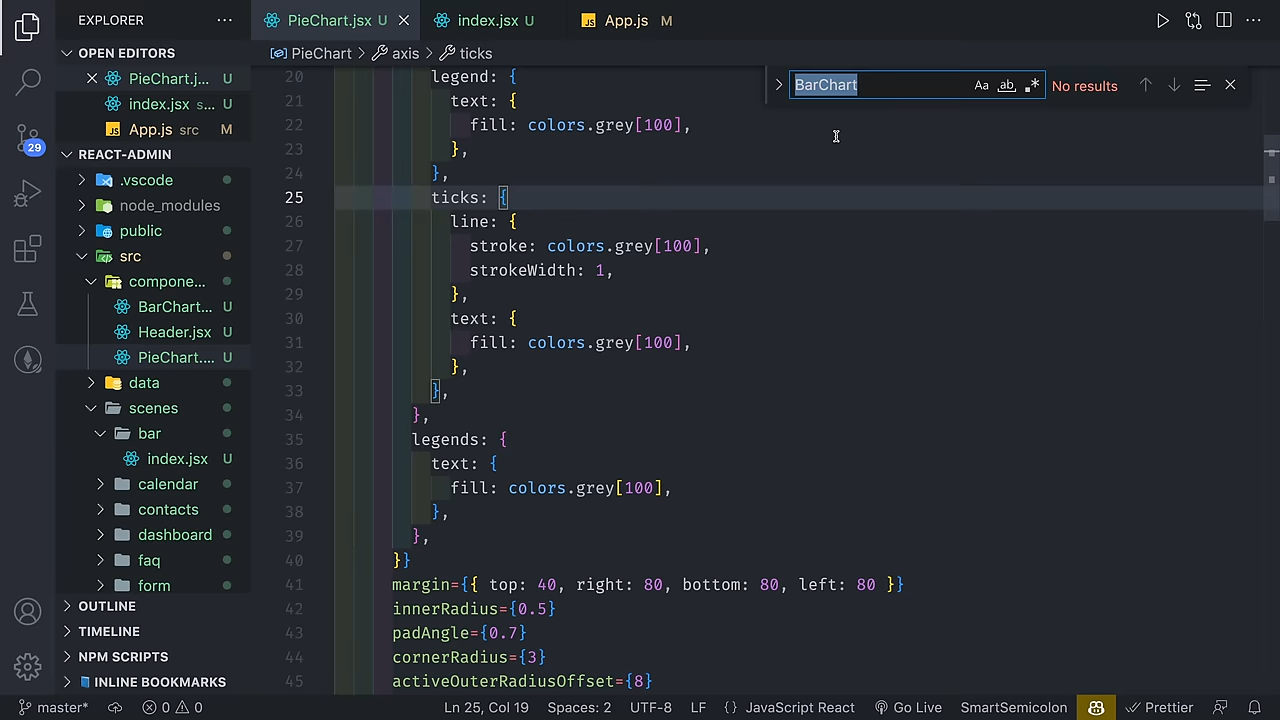 EXPLORER
PieChart.jsx U
index.jsx U
App.js M
OPEN EDITORS
PieChart > axis > ticks
PieChart.j... U
index.jsx s... U
App.js src M
BarChart
Aa
ab
No results
REACT-ADMIN
.vscode
node_modules
public
src
compone...
BarChart... U
Header.jsx U
PieChart.... U
data
scenes
bar
index.jsx U
calendar
contacts
dashboard
faq
form
OUTLINE
TIMELINE
NPM SCRIPTS
INLINE BOOKMARKS
29
20 legend: {
21 text: {
22 fill: colors.grey[100],
23 },
24 },
25 ticks: {
26 line: {
27 stroke: colors.grey[100],
28 strokeWidth: 1,
29 },
30 text: {
31 fill: colors.grey[100],
32 },
33 },
34 },
35 legends: {
36 text: {
37 fill: colors.grey[100],
38 },
39 },
40 }}
41 margin={{ top: 40, right: 80, bottom: 80, left: 80 }}
42 innerRadius={0.5}
43 padAngle={0.7}
44 cornerRadius={3}
45 activeOuterRadiusOffset={8}
master* 0 0 Ln 25, Col 19 Spaces: 2 UTF-8 LF {} JavaScript React Go Live SmartSemicolon Prettier